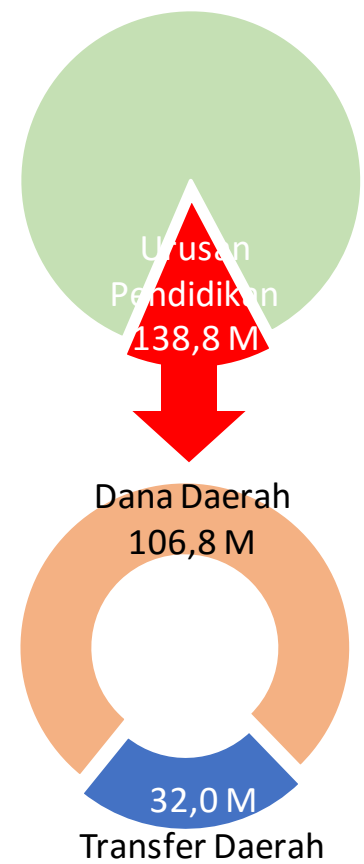 Urusan
Pendidikan
138,8 M
Dana Daerah
106,8 M
32,0 M
Transfer Daerah